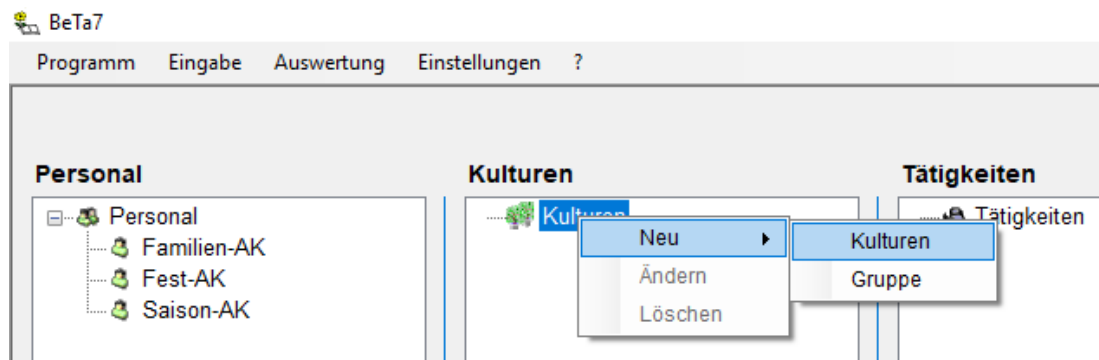 BeTa7
Programm Eingabe Auswertung Einstellungen ?
Personal Kulturen Tätigkeiten
Personal Kulturen Tätigkeiten
Neu Kulturen
Familien-AK
Fest-AK Ändern Gruppe
Saison-AK Löschen